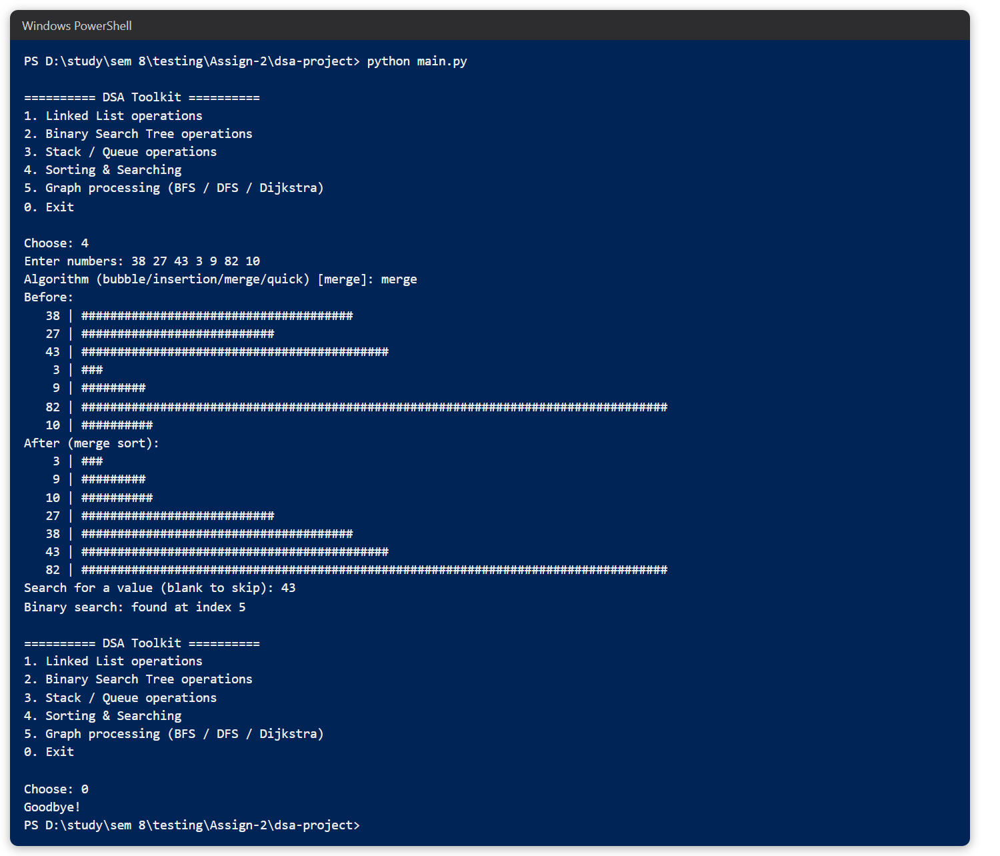 Windows PowerShell
PS D:\study\sem 8\testing\Assign-2\dsa-project> python main.py
========== DSA Toolkit ==========
1. Linked List operations
2. Binary Search Tree operations
3. Stack / Queue operations
4. Sorting & Searching
5. Graph processing (BFS / DFS / Dijkstra)
0. Exit
Choose: 4
Enter numbers: 38 27 43 3 9 82 10
Algorithm (bubble/insertion/merge/quick) [merge]: merge
Before:
   38 | ######################################
   27 | ###########################
   43 | ###########################################
    3 | ###
    9 | #########
   82 | ##################################################################################
   10 | ##########
After (merge sort):
    3 | ###
    9 | #########
   10 | ##########
   27 | ###########################
   38 | ######################################
   43 | ###########################################
   82 | ##################################################################################
Search for a value (blank to skip): 43
Binary search: found at index 5
========== DSA Toolkit ==========
1. Linked List operations
2. Binary Search Tree operations
3. Stack / Queue operations
4. Sorting & Searching
5. Graph processing (BFS / DFS / Dijkstra)
0. Exit
Choose: 0
Goodbye!
PS D:\study\sem 8\testing\Assign-2\dsa-project>